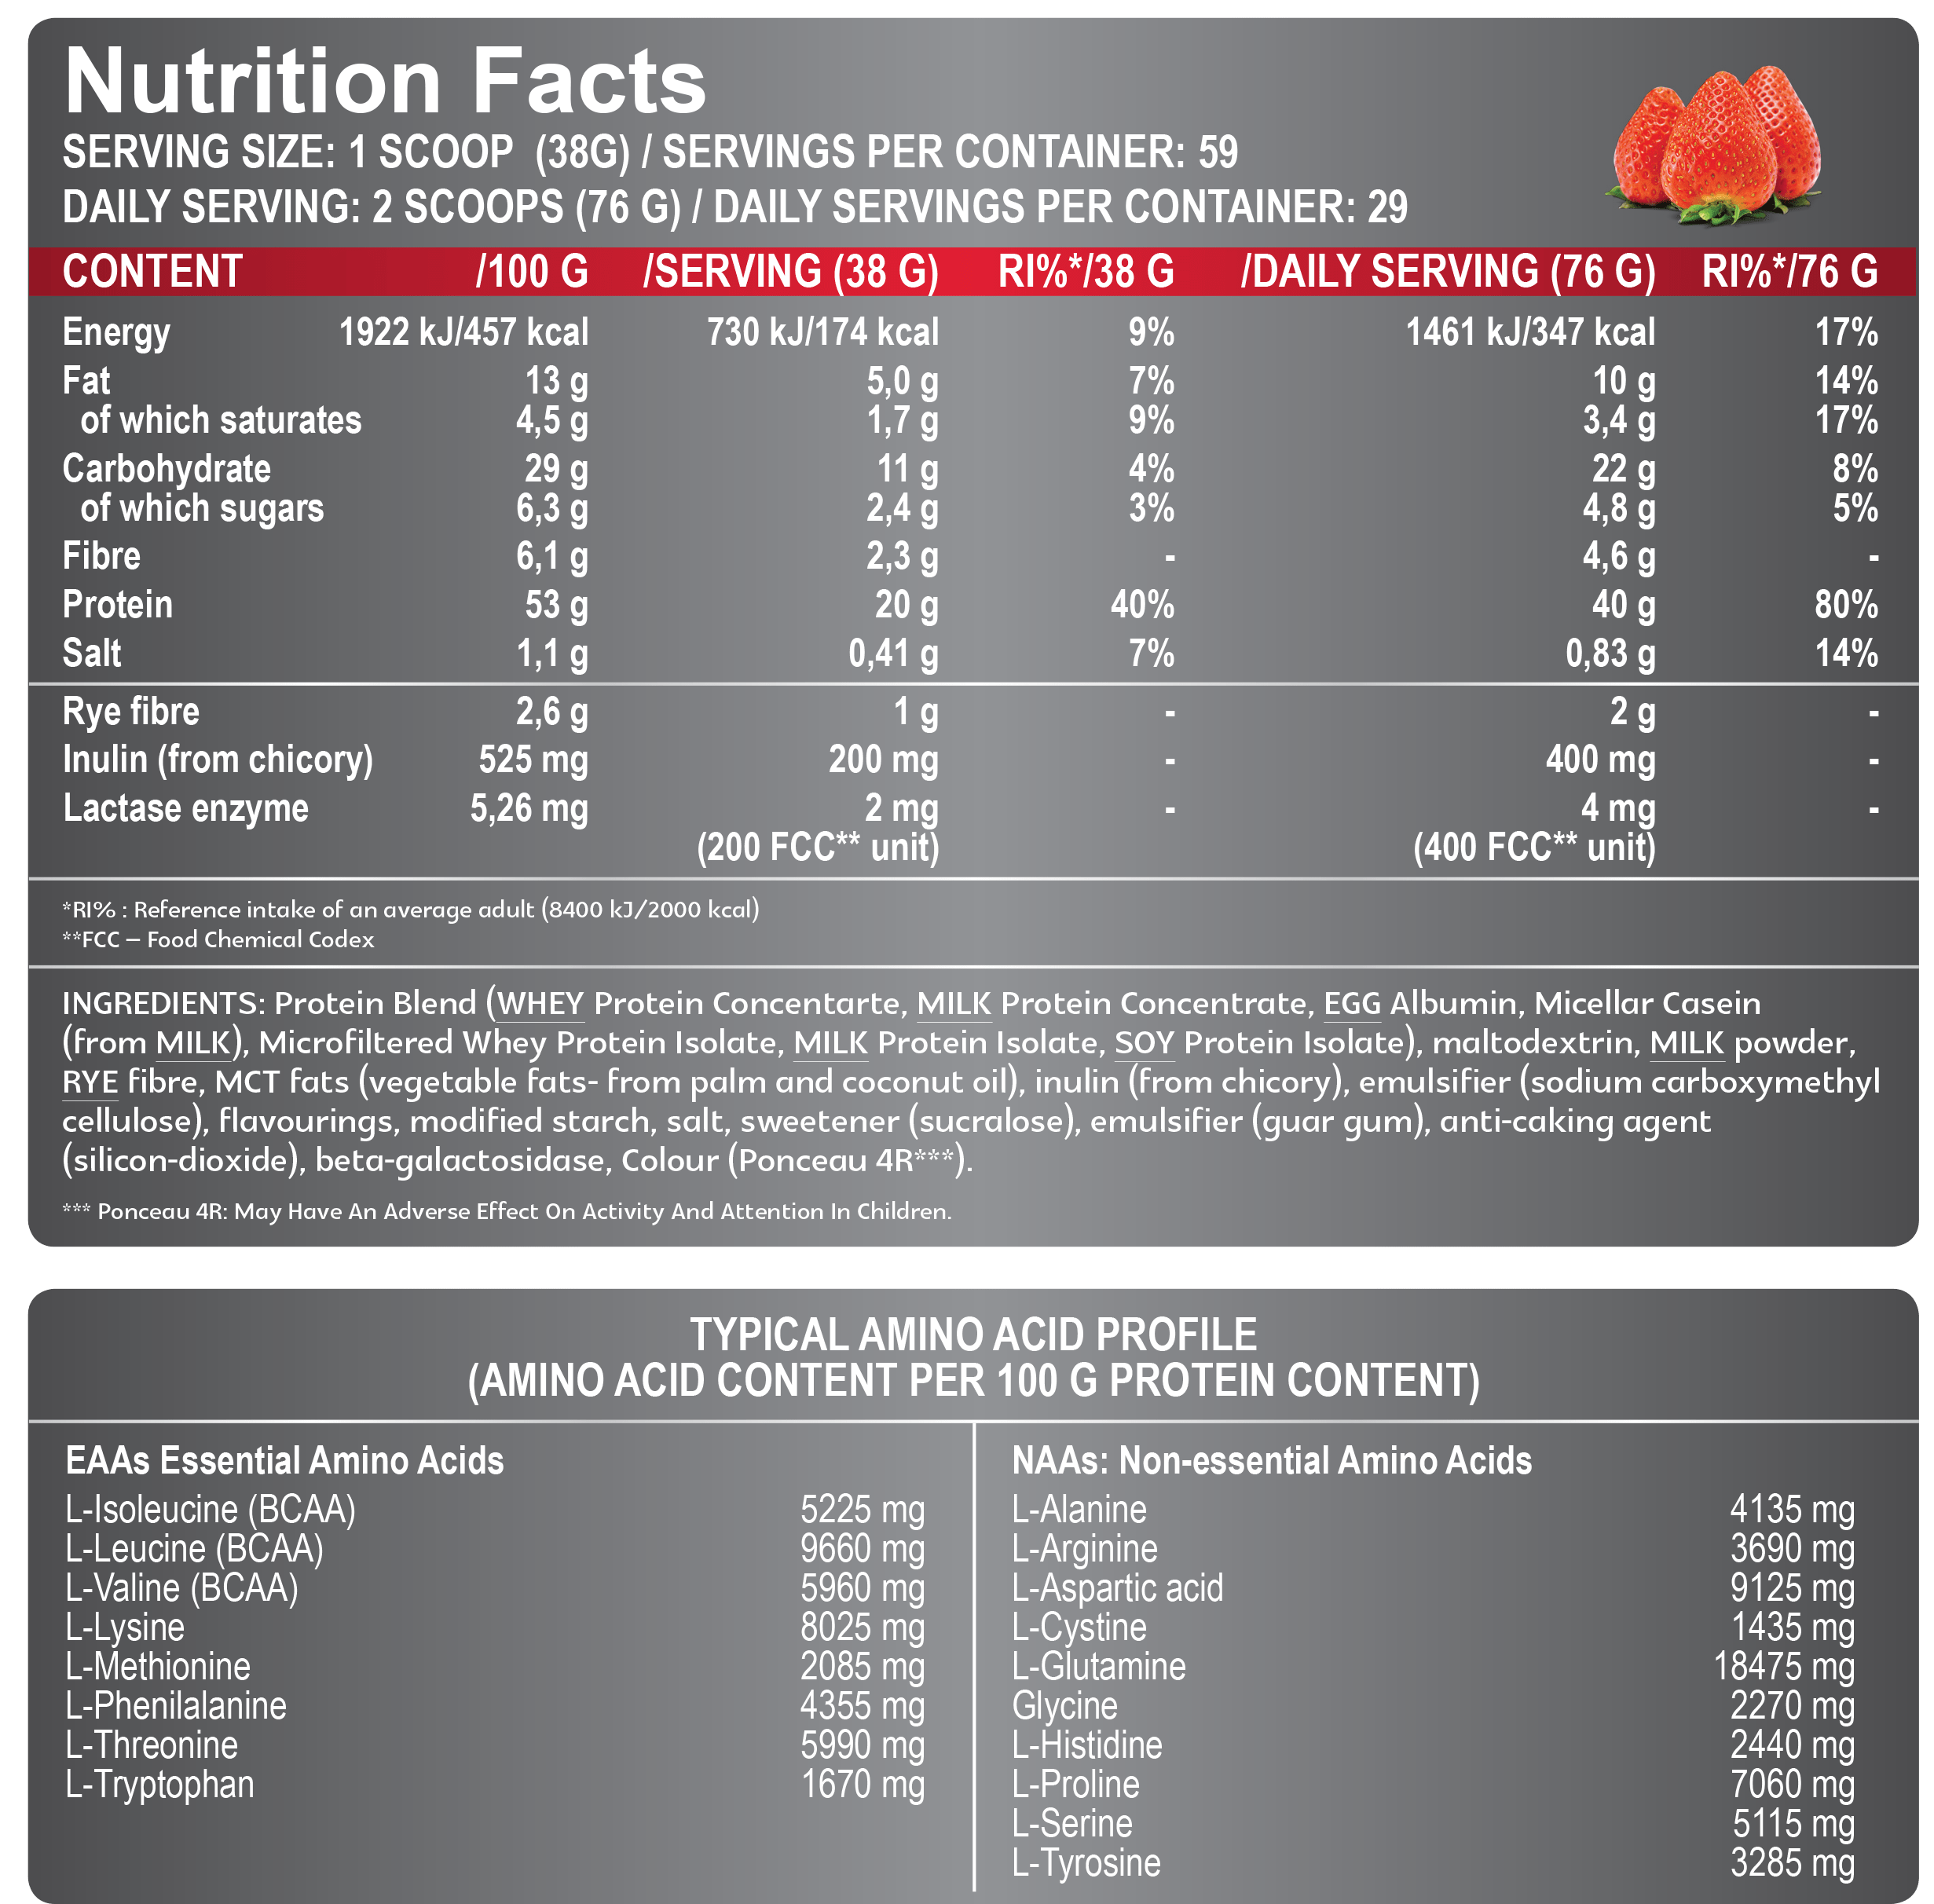 Nutrition Facts
SERVING SIZE: 1 SCOOP (38G) / SERVINGS PER CONTAINER: 59
DAILY SERVING: 2 SCOOPS (76 G) / DAILY SERVINGS PER CONTAINER: 29
CONTENT /100 G /SERVING (38 G) RI%*/38 G /DAILY SERVING (76 G) RI%*/76 G
Energy 1922 kJ/457 kcal 730 kJ/174 kcal 9% 1461 kJ/347 kcal 17%
Fat 13 g 5,0 g 7% 10 g 14%
of which saturates 4,5 g 1,7 g 9% 3,4 g 17%
Carbohydrate 29 g 11 g 4% 22 g 8%
of which sugars 6,3 g 2,4 g 3% 4,8 g 5%
Fibre 6,1 g 2,3 g - 4,6 g -
Protein 53 g 20 g 40% 40 g 80%
Salt 1,1 g 0,41 g 7% 0,83 g 14%
Rye fibre 2,6 g 1 g - 2 g -
Inulin (from chicory) 525 mg 200 mg - 400 mg -
Lactase enzyme 5,26 mg 2 mg - 4 mg -
(200 FCC** unit) (400 FCC** unit)
*RI% : Reference intake of an average adult (8400 kJ/2000 kcal)
**FCC – Food Chemical Codex
INGREDIENTS: Protein Blend (WHEY Protein Concentarte, MILK Protein Concentrate, EGG Albumin, Micellar Casein
(from MILK), Microfiltered Whey Protein Isolate, MILK Protein Isolate, SOY Protein Isolate), maltodextrin, MILK powder,
RYE fibre, MCT fats (vegetable fats- from palm and coconut oil), inulin (from chicory), emulsifier (sodium carboxymethyl
cellulose), flavourings, modified starch, salt, sweetener (sucralose), emulsifier (guar gum), anti-caking agent
(silicon-dioxide), beta-galactosidase, Colour (Ponceau 4R***).
*** Ponceau 4R: May Have An Adverse Effect On Activity And Attention In Children.
TYPICAL AMINO ACID PROFILE
(AMINO ACID CONTENT PER 100 G PROTEIN CONTENT)
EAAs Essential Amino Acids
L-Isoleucine (BCAA) 5225 mg
L-Leucine (BCAA) 9660 mg
L-Valine (BCAA) 5960 mg
L-Lysine 8025 mg
L-Methionine 2085 mg
L-Phenilalanine 4355 mg
L-Threonine 5990 mg
L-Tryptophan 1670 mg
NAAs: Non-essential Amino Acids
L-Alanine 4135 mg
L-Arginine 3690 mg
L-Aspartic acid 9125 mg
L-Cystine 1435 mg
L-Glutamine 18475 mg
Glycine 2270 mg
L-Histidine 2440 mg
L-Proline 7060 mg
L-Serine 5115 mg
L-Tyrosine 3285 mg